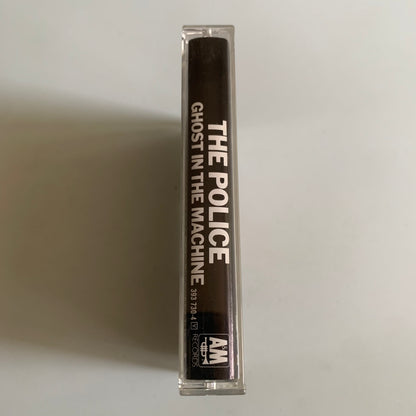 THE POLICE
GHOST IN THE MACHINE 393 730-4 Y
A&M
RECORDS